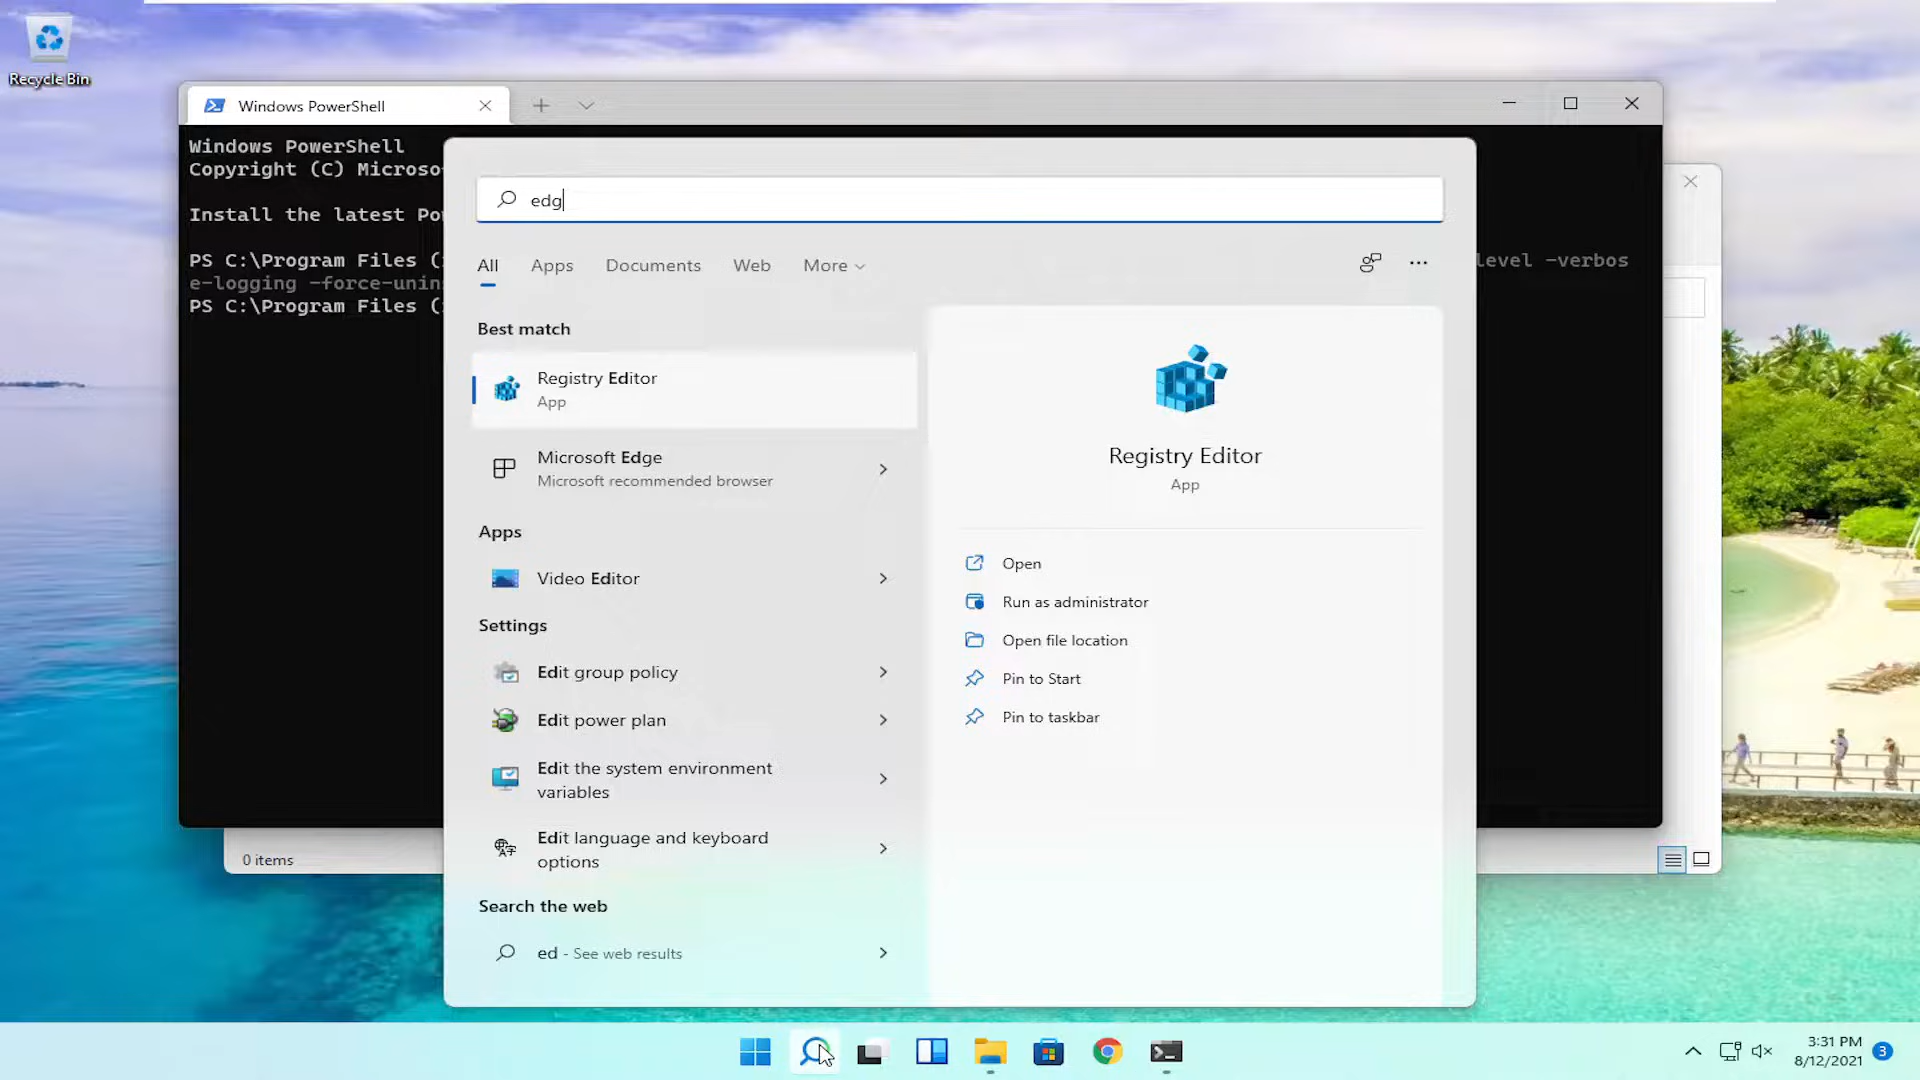 Recycle Bin
Windows PowerShell
Windows PowerShell
Copyright (C) Microso
Install the latest Po
PS C:\Program Files (
level -verbos
e-logging -force-unin
PS C:\Program Files (
edg
All
Apps
Documents
Web
More
Best match
Registry Editor
App
Microsoft Edge
Microsoft recommended browser
Apps
Video Editor
Settings
Edit group policy
Edit power plan
Edit the system environment
variables
Edit language and keyboard
options
Search the web
ed - See web results
Registry Editor
App
Open
Run as administrator
Open file location
Pin to Start
Pin to taskbar
0 items
3:31 PM
8/12/2021
3